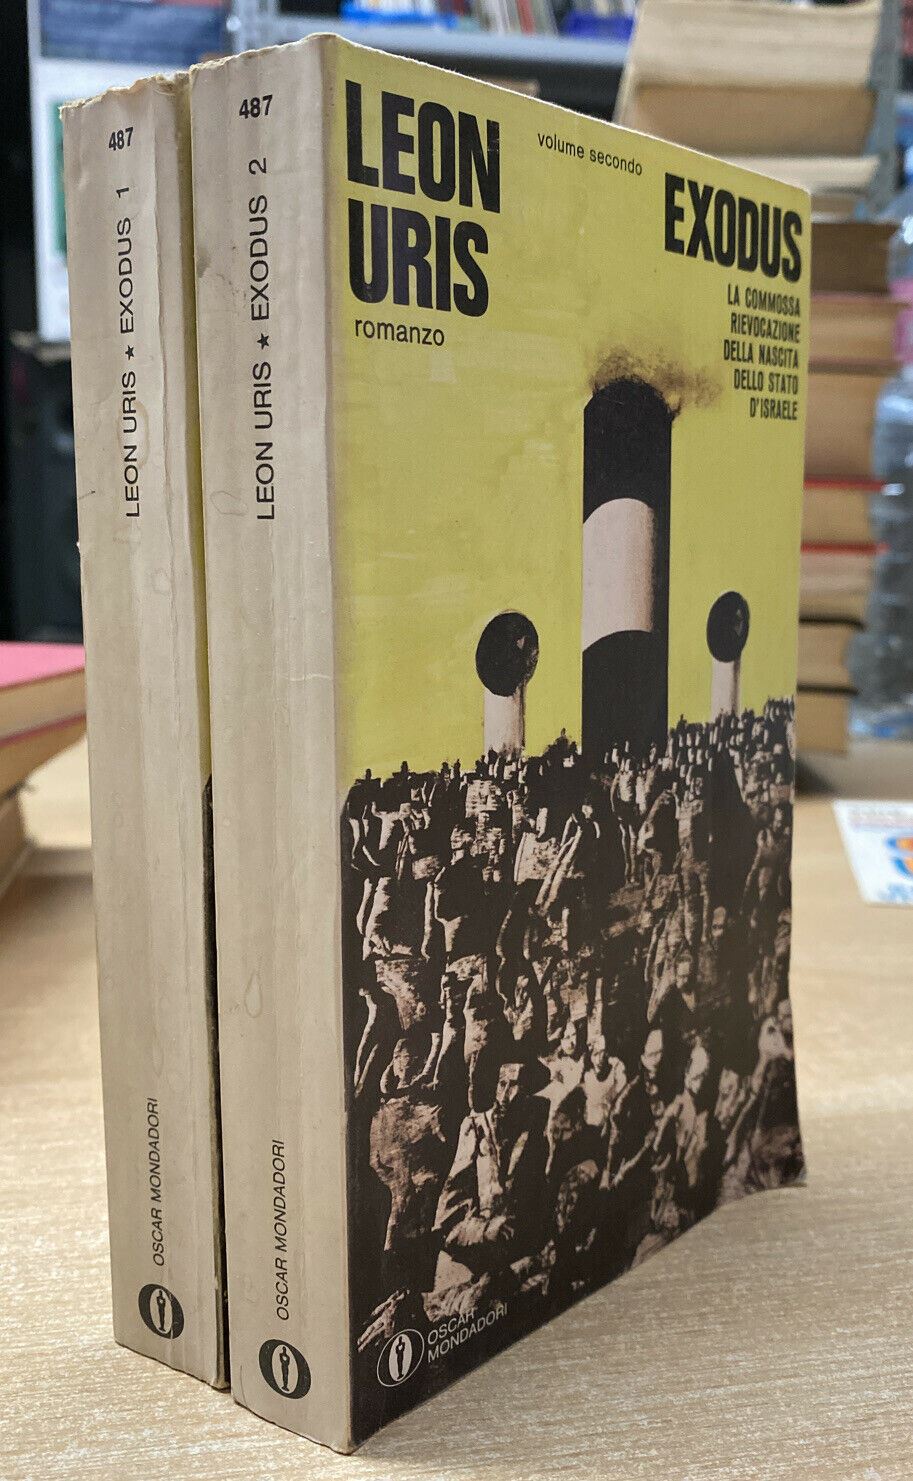 487
LEON URIS ★ EXODUS 1
OSCAR MONDADORI
487
LEON URIS ★ EXODUS 2
OSCAR MONDADORI
LEON
URIS
romanzo
volume secondo
EXODUS
LA COMMOSSA
RIEVOCAZIONE
DELLA NASCITA
DELLO STATO
D'ISRAELE
OSCAR
MONDADORI